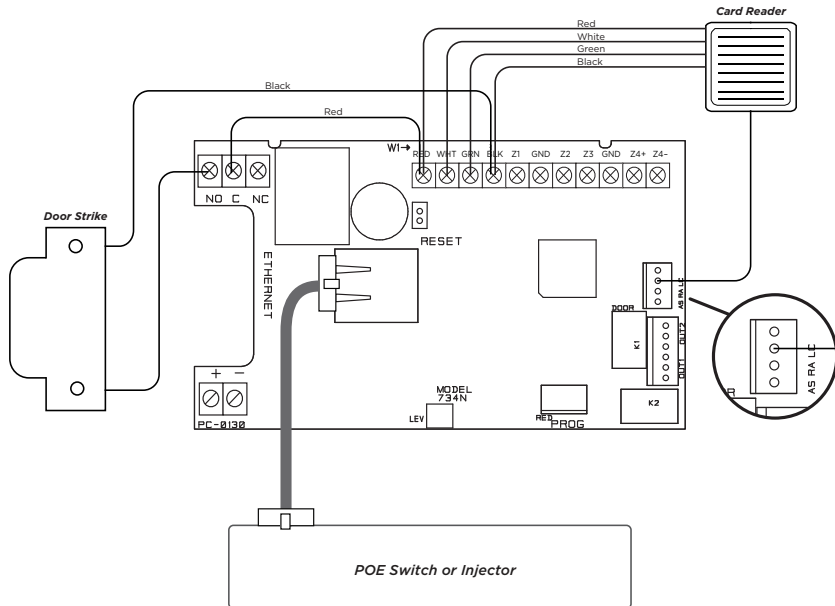 Card Reader
Red
White
Green
Black
Black
Red
W1→
RED WHT GRN BLK Z1 GND Z2 Z3 GND Z4+ Z4-
NO C NC
Door Strike
RESET
ETHERNET
AS RA LC
DOOR
K1
OUT1 OUT2
AS RA LC
+ -
MODEL
734N
K2
LEV
RED
PROG
PC-0130
POE Switch or Injector